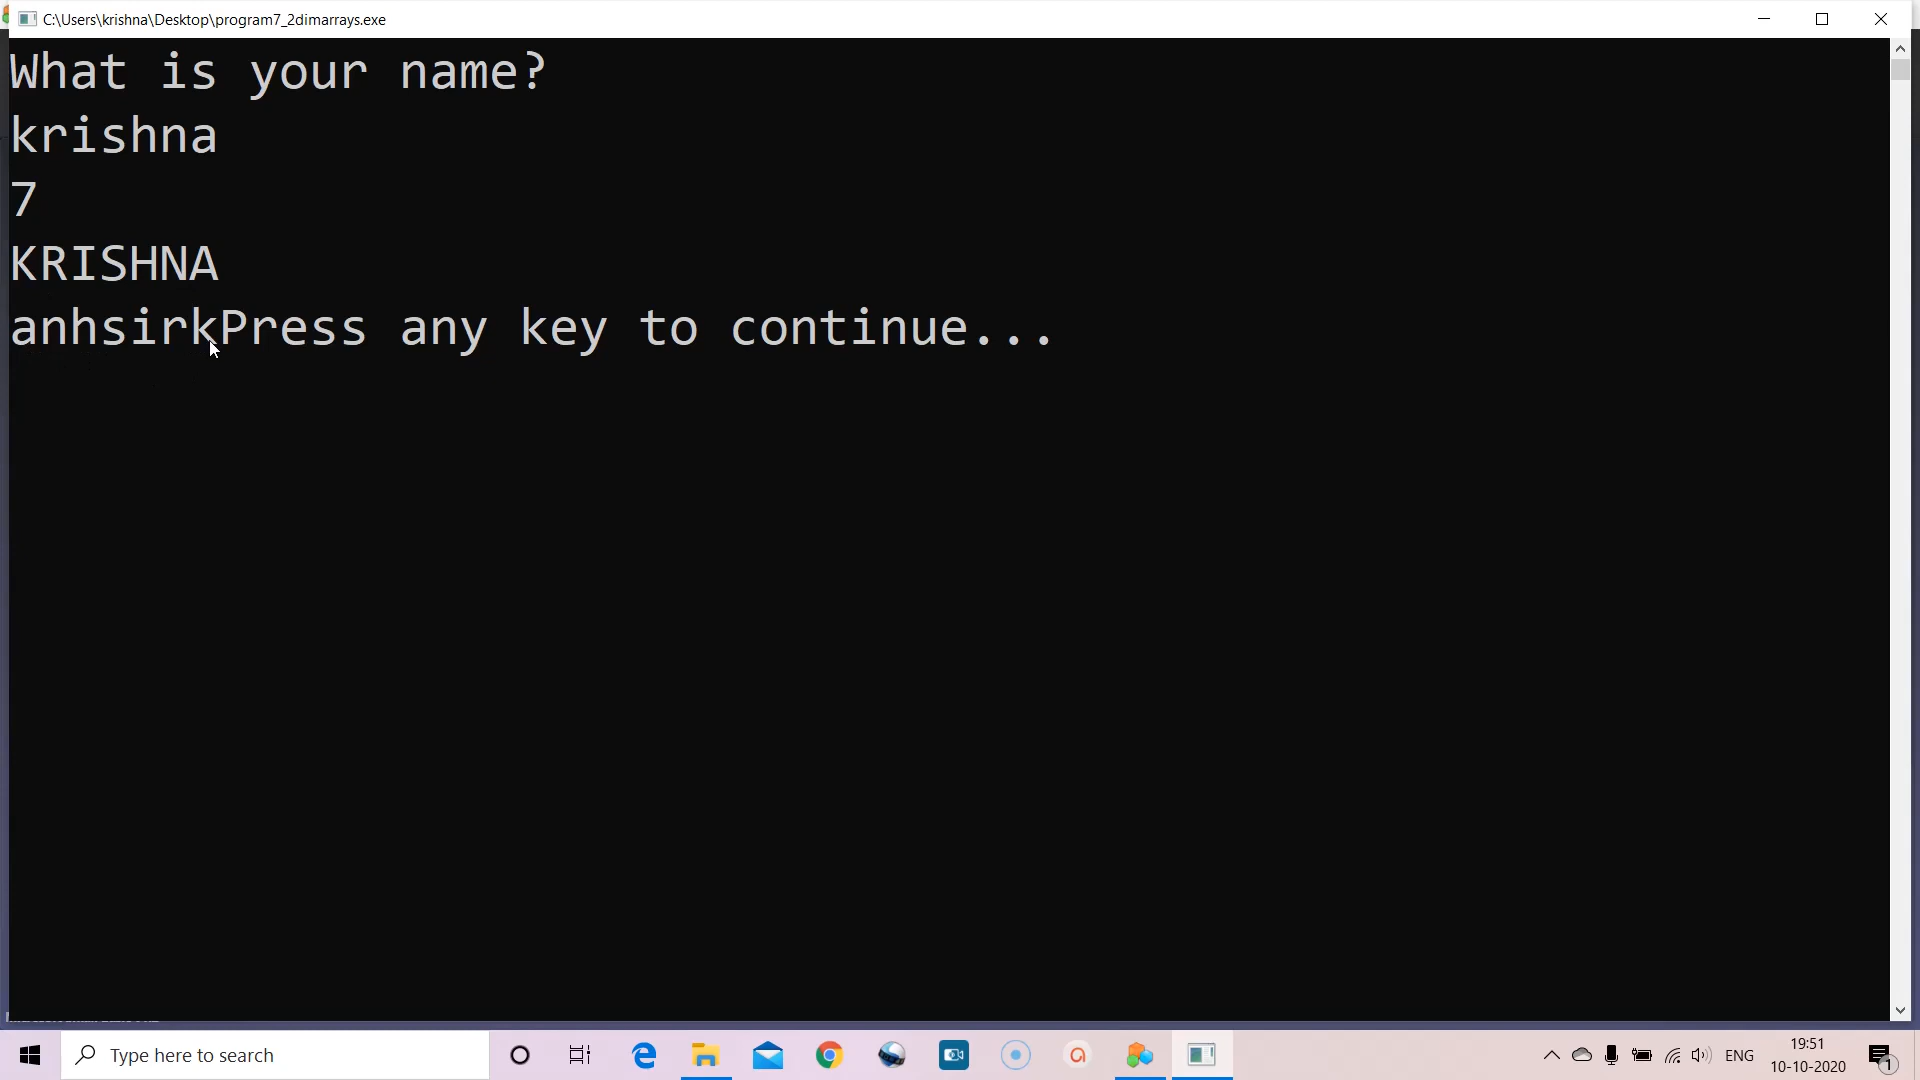 C:\Users\krishna\Desktop\program7_2dimarrays.exe
What is your name?
krishna
7
KRISHNA
anhsirkPress any key to continue...
Type here to search
ENG
19:51
10-10-2020
1